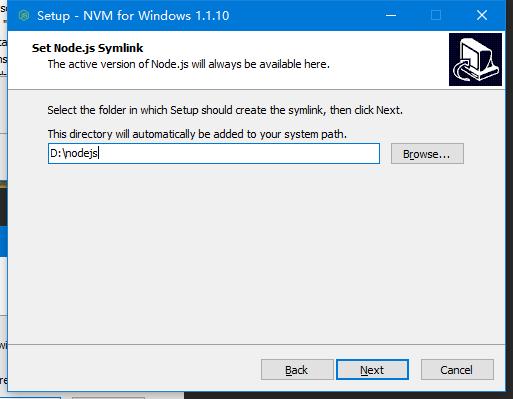 Setup - NVM for Windows 1.1.10
Set Node.js Symlink
The active version of Node.js will always be available here.
Select the folder in which Setup should create the symlink, then click Next.
This directory will automatically be added to your system path.
D:\nodejs
Browse...
Back
Next
Cancel